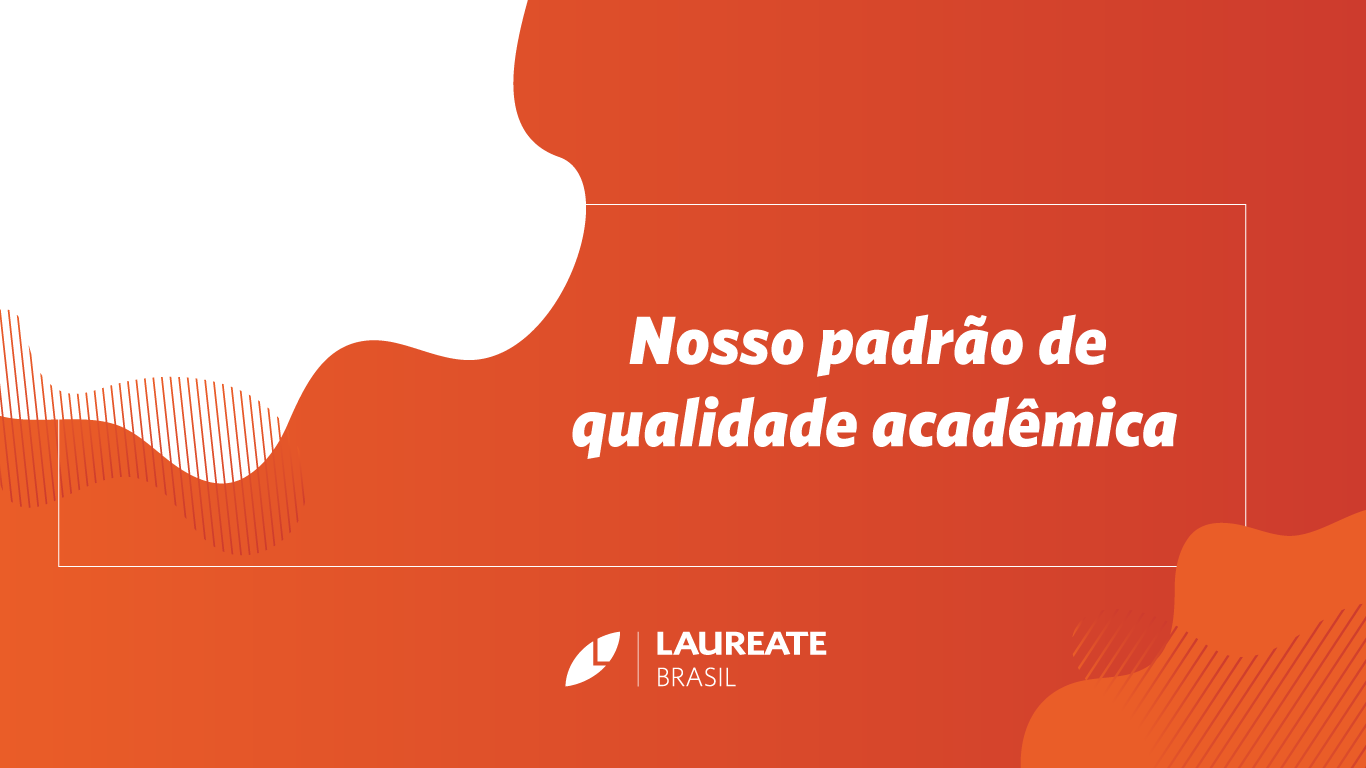 Nosso padrão de
qualidade acadêmica
LAUREATE
BRASIL